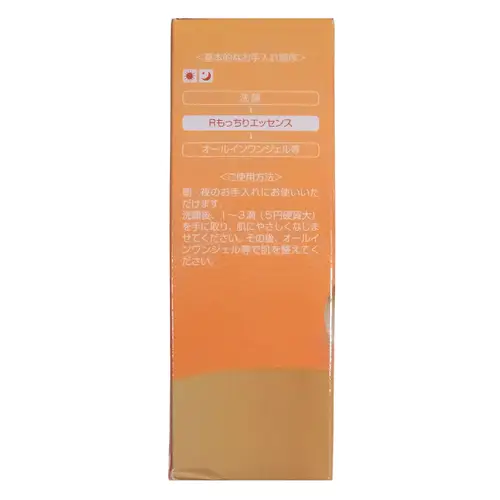 ＜基本的なお手入れ順序＞
洗顔
Rもっちりエッセンス
オールインワンジェル等
＜ご使用方法＞
朝・夜のお手入れにお使いいた
だけます。
洗顔後、1～3滴（5円硬貨大）
を手に取り、肌にやさしくなじ
ませてください。その後、オールイ
ンワンジェル等で肌を整えてく
ださい。